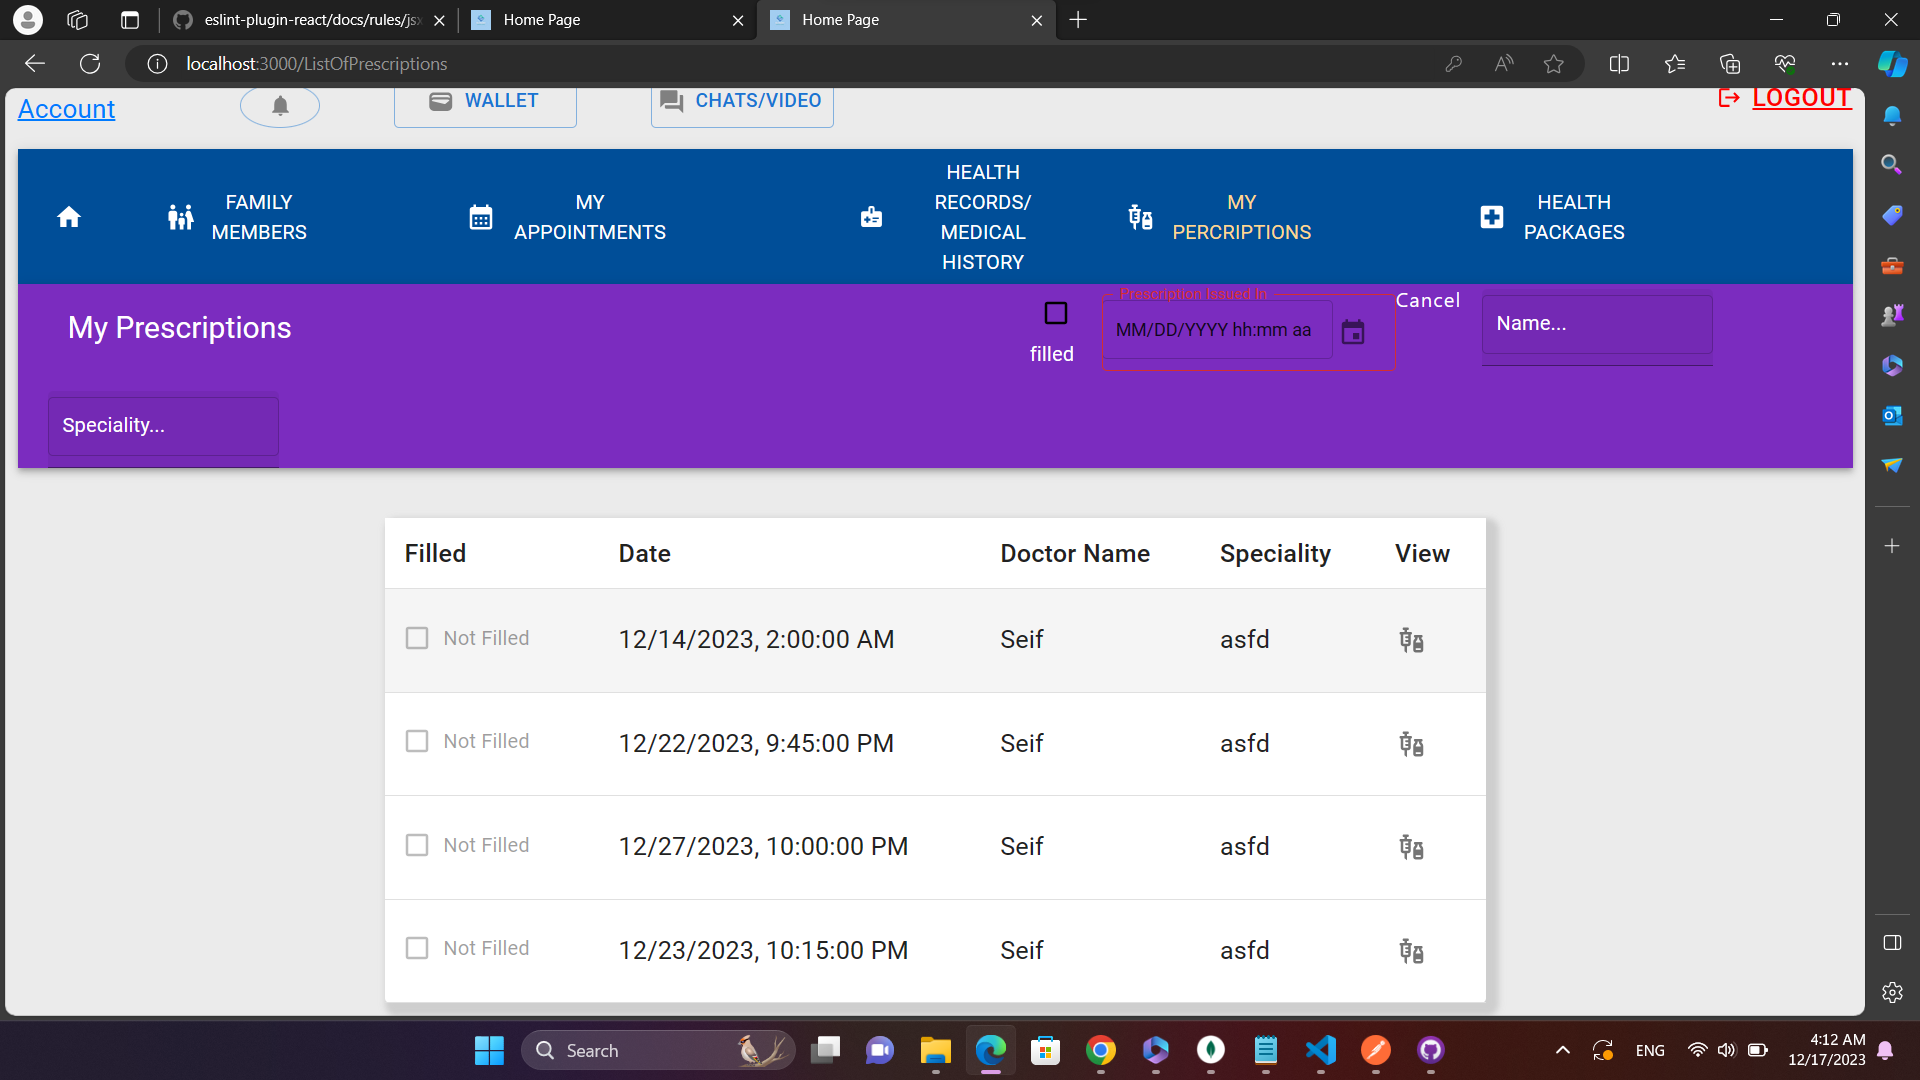 eslint-plugin-react/docs/rules/jsx
Home Page
Home Page
localhost:3000/ListOfPrescriptions
Account
WALLET
CHATS/VIDEO
LOGOUT
FAMILY
MEMBERS
MY
APPOINTMENTS
HEALTH
RECORDS/
MEDICAL
HISTORY
MY
PERCRIPTIONS
HEALTH
PACKAGES
My Prescriptions
filled
Prescription Issued In
MM/DD/YYYY hh:mm aa
Cancel
Name...
Speciality...
Filled Date Doctor Name Speciality View
Not Filled 12/14/2023, 2:00:00 AM Seif asfd
Not Filled 12/22/2023, 9:45:00 PM Seif asfd
Not Filled 12/27/2023, 10:00:00 PM Seif asfd
Not Filled 12/23/2023, 10:15:00 PM Seif asfd
Search
ENG
4:12 AM
12/17/2023